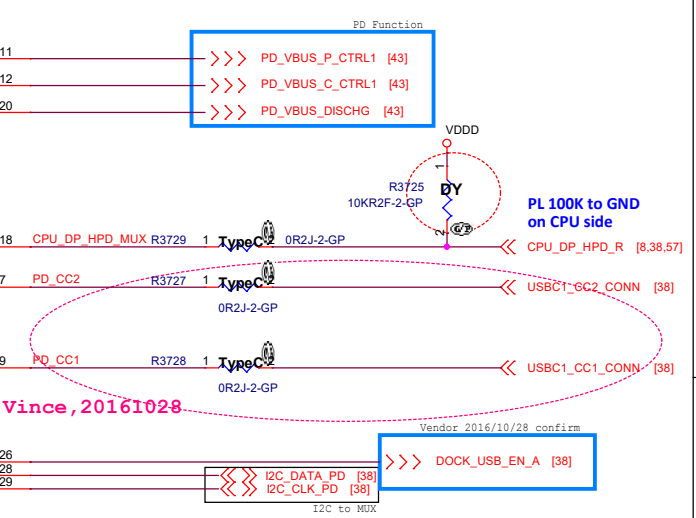 PD Function
11 PD_VBUS_P_CTRL1 [43]
12 PD_VBUS_C_CTRL1 [43]
20 PD_VBUS_DISCHG [43]
VDDD
1
R3725 DY
10KR2F-2-GP
2
PL 100K to GND
on CPU side
18 CPU_DP_HPD_MUX R3729 1 TypeC 2 0R2J-2-GP CPU_DP_HPD_R [8,38,57]
7 PD_CC2 R3727 1 TypeC 2 USBC1_CC2_CONN [38]
0R2J-2-GP
9 PD_CC1 R3728 1 TypeC 2 USBC1_CC1_CONN [38]
0R2J-2-GP
Vince,20161028
Vendor 2016/10/28 confirm
26 DOCK_USB_EN_A [38]
28 I2C_DATA_PD [38]
29 I2C_CLK_PD [38]
I2C to MUX